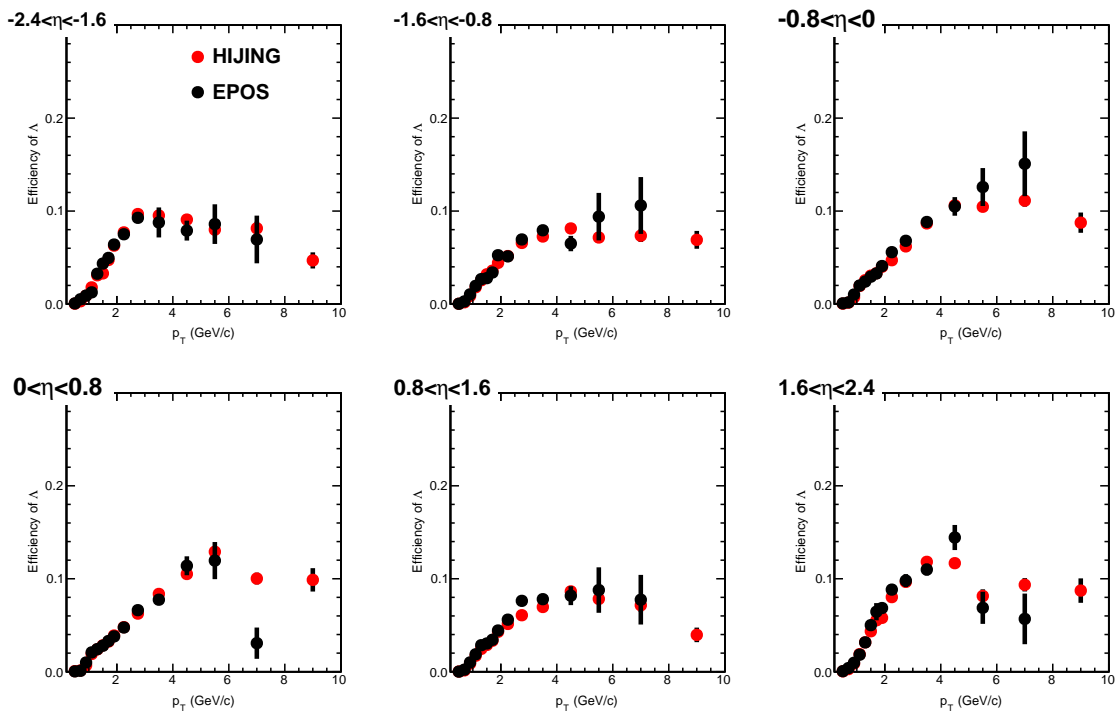 -2.4<η<-1.6
HIJING
EPOS
Efficiency of Λ
0.2
0.1
0.0
2 4 6 8 10
p_T (GeV/c)
-1.6<η<-0.8
Efficiency of Λ
0.2
0.1
0.0
2 4 6 8 10
p_T (GeV/c)
-0.8<η<0
Efficiency of Λ
0.2
0.1
0.0
2 4 6 8 10
p_T (GeV/c)
0<η<0.8
Efficiency of Λ
0.2
0.1
0.0
2 4 6 8 10
p_T (GeV/c)
0.8<η<1.6
Efficiency of Λ
0.2
0.1
0.0
2 4 6 8 10
p_T (GeV/c)
1.6<η<2.4
Efficiency of Λ
0.2
0.1
0.0
2 4 6 8 10
p_T (GeV/c)